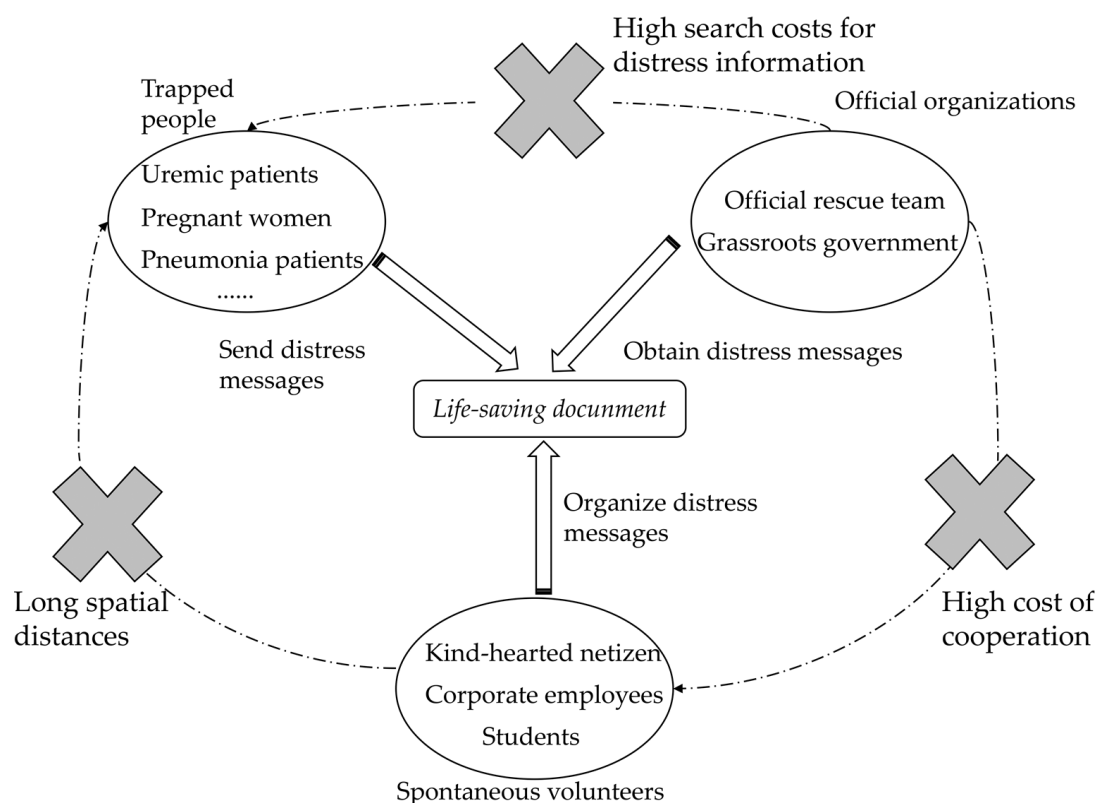 High search costs for
distress information
Trapped
people
Official organizations
Uremic patients
Pregnant women
Pneumonia patients
......
Official rescue team
Grassroots government
Send distress
messages
Obtain distress messages
Life-saving docunment
Organize distress
messages
Long spatial
distances
High cost of
cooperation
Kind-hearted netizen
Corporate employees
Students
Spontaneous volunteers